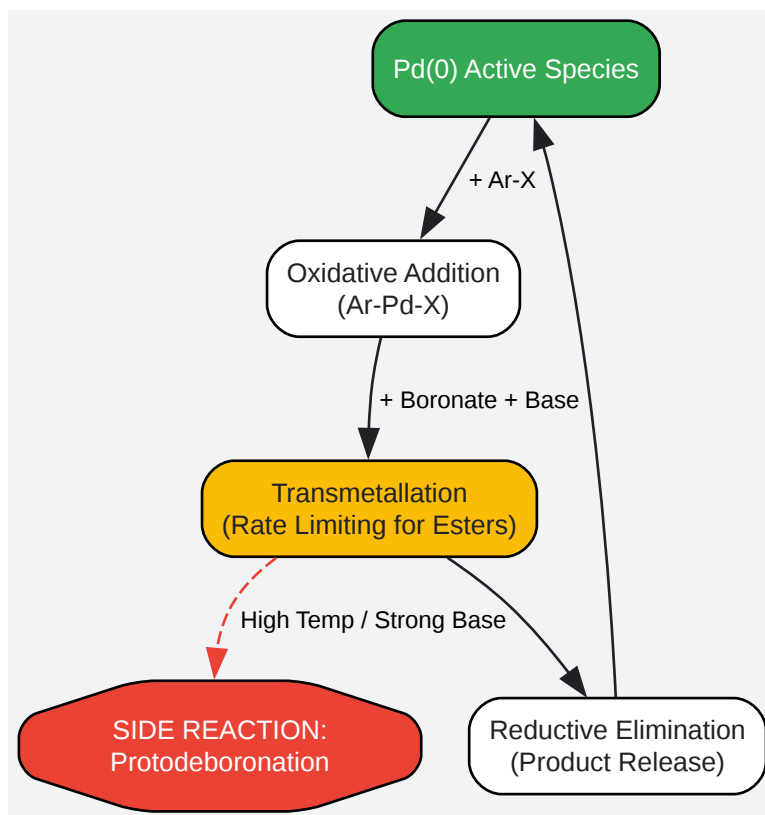 Pd(0) Active Species
+ Ar-X
Oxidative Addition
(Ar-Pd-X)
+ Boronate + Base
Transmetallation
(Rate Limiting for Esters)
High Temp / Strong Base
SIDE REACTION:
Protodeboronation
Reductive Elimination
(Product Release)